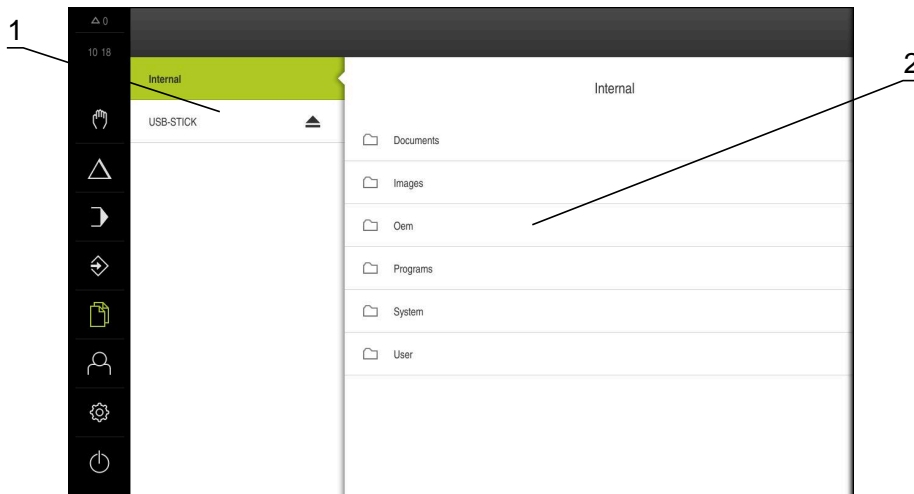 1
△ 0
10 18
Internal
USB-STICK
Internal
2
Documents
Images
Oem
Programs
System
User